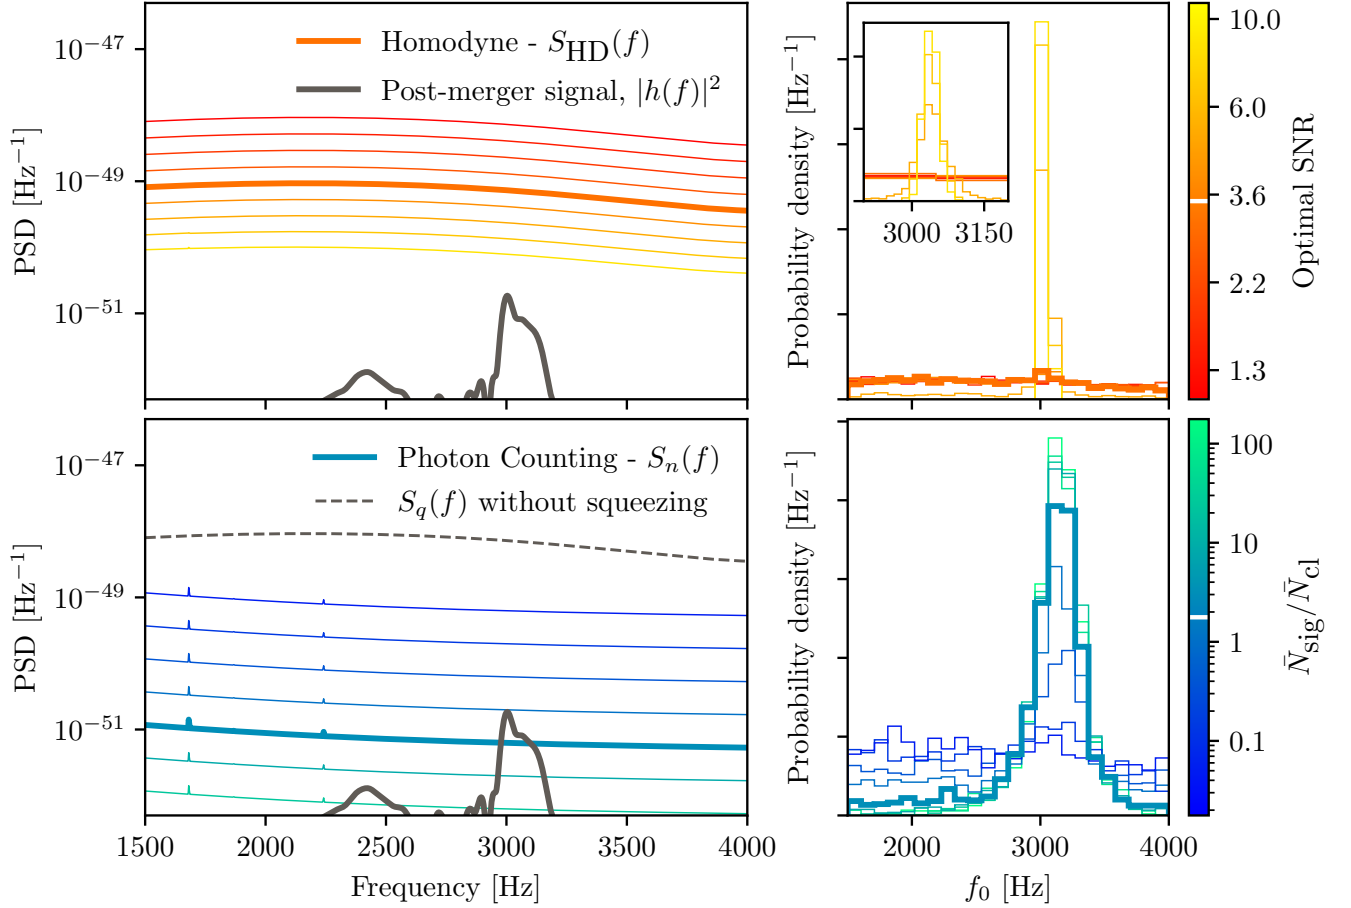 10⁻⁴⁷
10⁻⁴⁹
10⁻⁵¹
PSD [Hz⁻¹]
Homodyne - S_HD(f)
Post-merger signal, |h(f)|²
Probability density [Hz⁻¹]
3000 3150
10.0
6.0
3.6
2.2
1.3
Optimal SNR
10⁻⁴⁷
10⁻⁴⁹
10⁻⁵¹
PSD [Hz⁻¹]
Photon Counting - S_n(f)
S_q(f) without squeezing
1500 2000 2500 3000 3500 4000
Frequency [Hz]
Probability density [Hz⁻¹]
2000 3000 4000
f₀ [Hz]
100
10
1
0.1
N̄_sig/N̄_cl